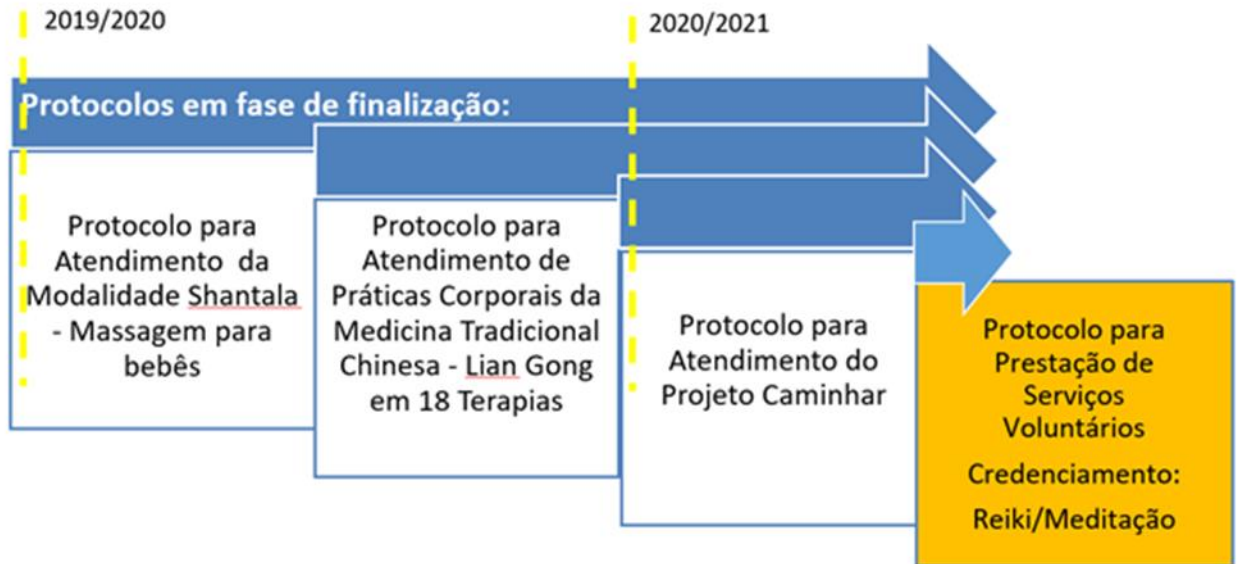 2019/2020
2020/2021
Protocolos em fase de finalização:
Protocolo para
Atendimento da
Modalidade Shantala
- Massagem para
bebês
Protocolo para
Atendimento de
Práticas Corporais da
Medicina Tradicional
Chinesa - Lian Gong
em 18 Terapias
Protocolo para
Atendimento do
Projeto Caminhar
Protocolo para
Prestação de
Serviços
Voluntários
Credenciamento:
Reiki/Meditação